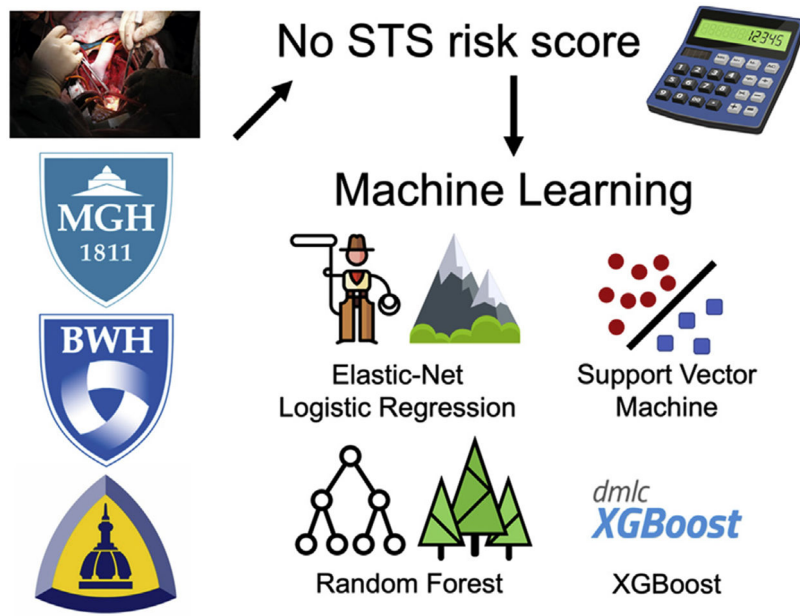 No STS risk score
12345
MGH
1811
Machine Learning
BWH
Elastic-Net
Logistic Regression
Support Vector
Machine
dmlc
XGBoost
Random Forest
XGBoost